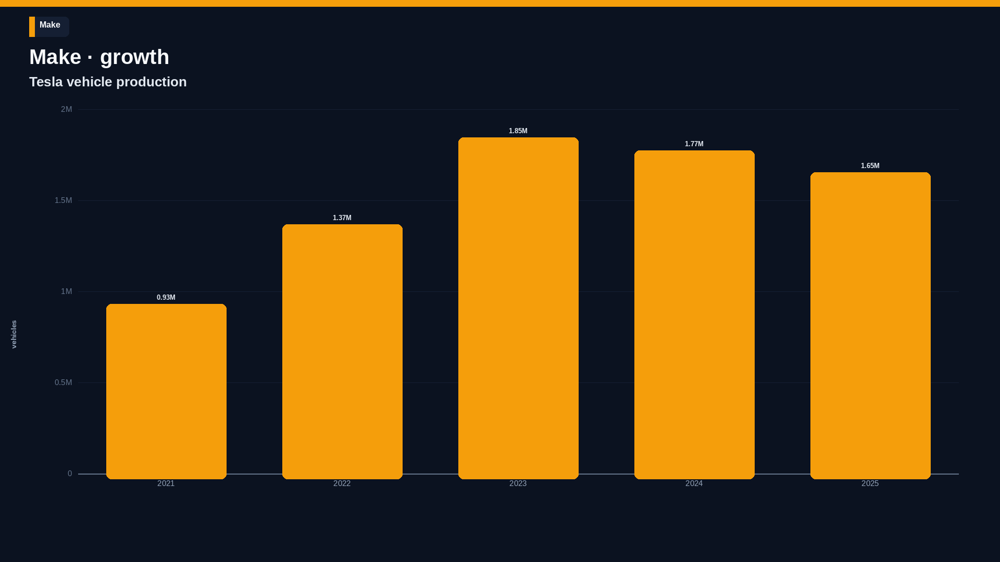 Make
Make · growth
Tesla vehicle production
2M
1.5M
1M
0.5M
0
vehicles
0.93M
1.37M
1.85M
1.77M
1.65M
2021
2022
2023
2024
2025